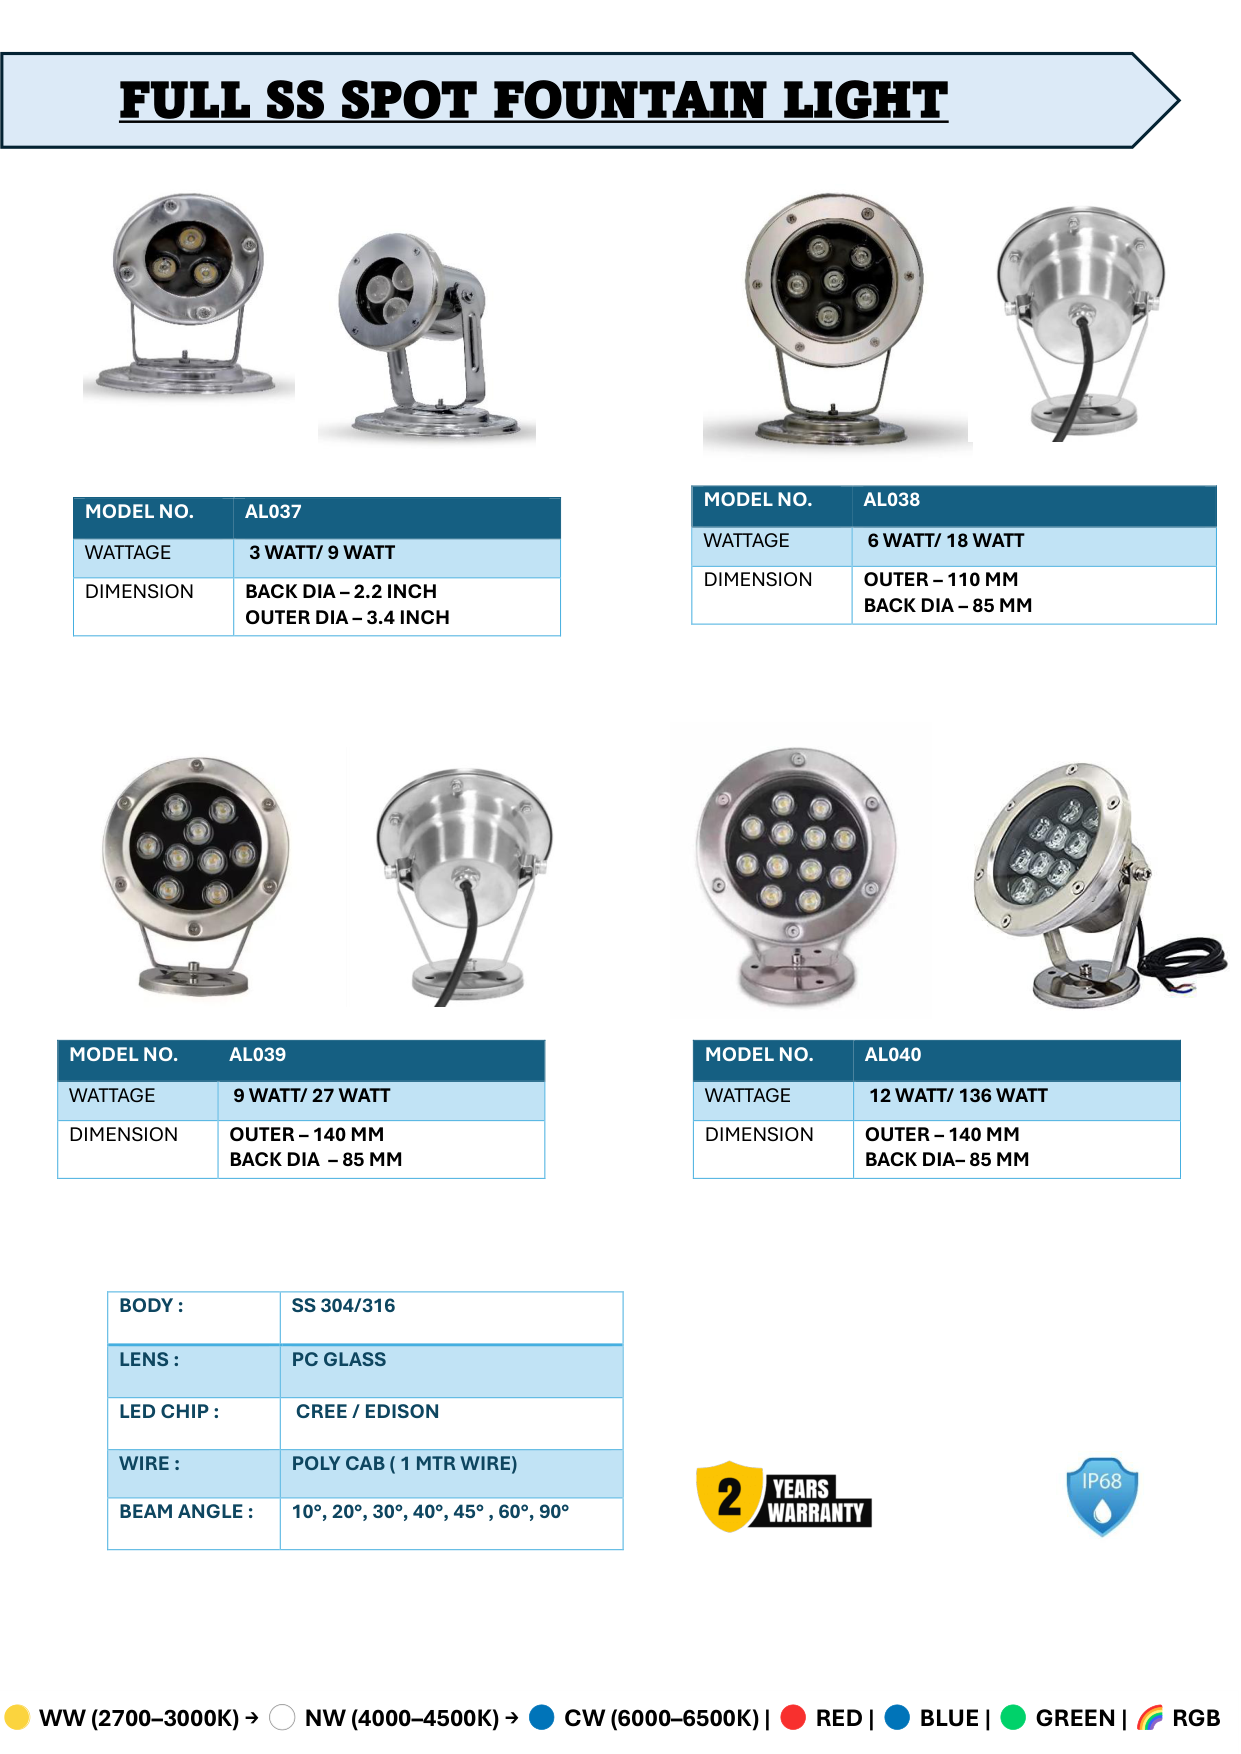 FULL SS SPOT FOUNTAIN LIGHT
MODEL NO. AL037
WATTAGE 3 WATT/ 9 WATT
DIMENSION BACK DIA – 2.2 INCH
OUTER DIA – 3.4 INCH
MODEL NO. AL038
WATTAGE 6 WATT/ 18 WATT
DIMENSION OUTER – 110 MM
BACK DIA – 85 MM
MODEL NO. AL039
WATTAGE 9 WATT/ 27 WATT
DIMENSION OUTER – 140 MM
BACK DIA – 85 MM
MODEL NO. AL040
WATTAGE 12 WATT/ 136 WATT
DIMENSION OUTER – 140 MM
BACK DIA– 85 MM
BODY : SS 304/316
LENS : PC GLASS
LED CHIP : CREE / EDISON
WIRE : POLY CAB ( 1 MTR WIRE)
BEAM ANGLE : 10°, 20°, 30°, 40°, 45° , 60°, 90°
2 YEARS
WARRANTY
IP68
WW (2700–3000K) → NW (4000–4500K) → CW (6000–6500K) | RED | BLUE | GREEN | RGB